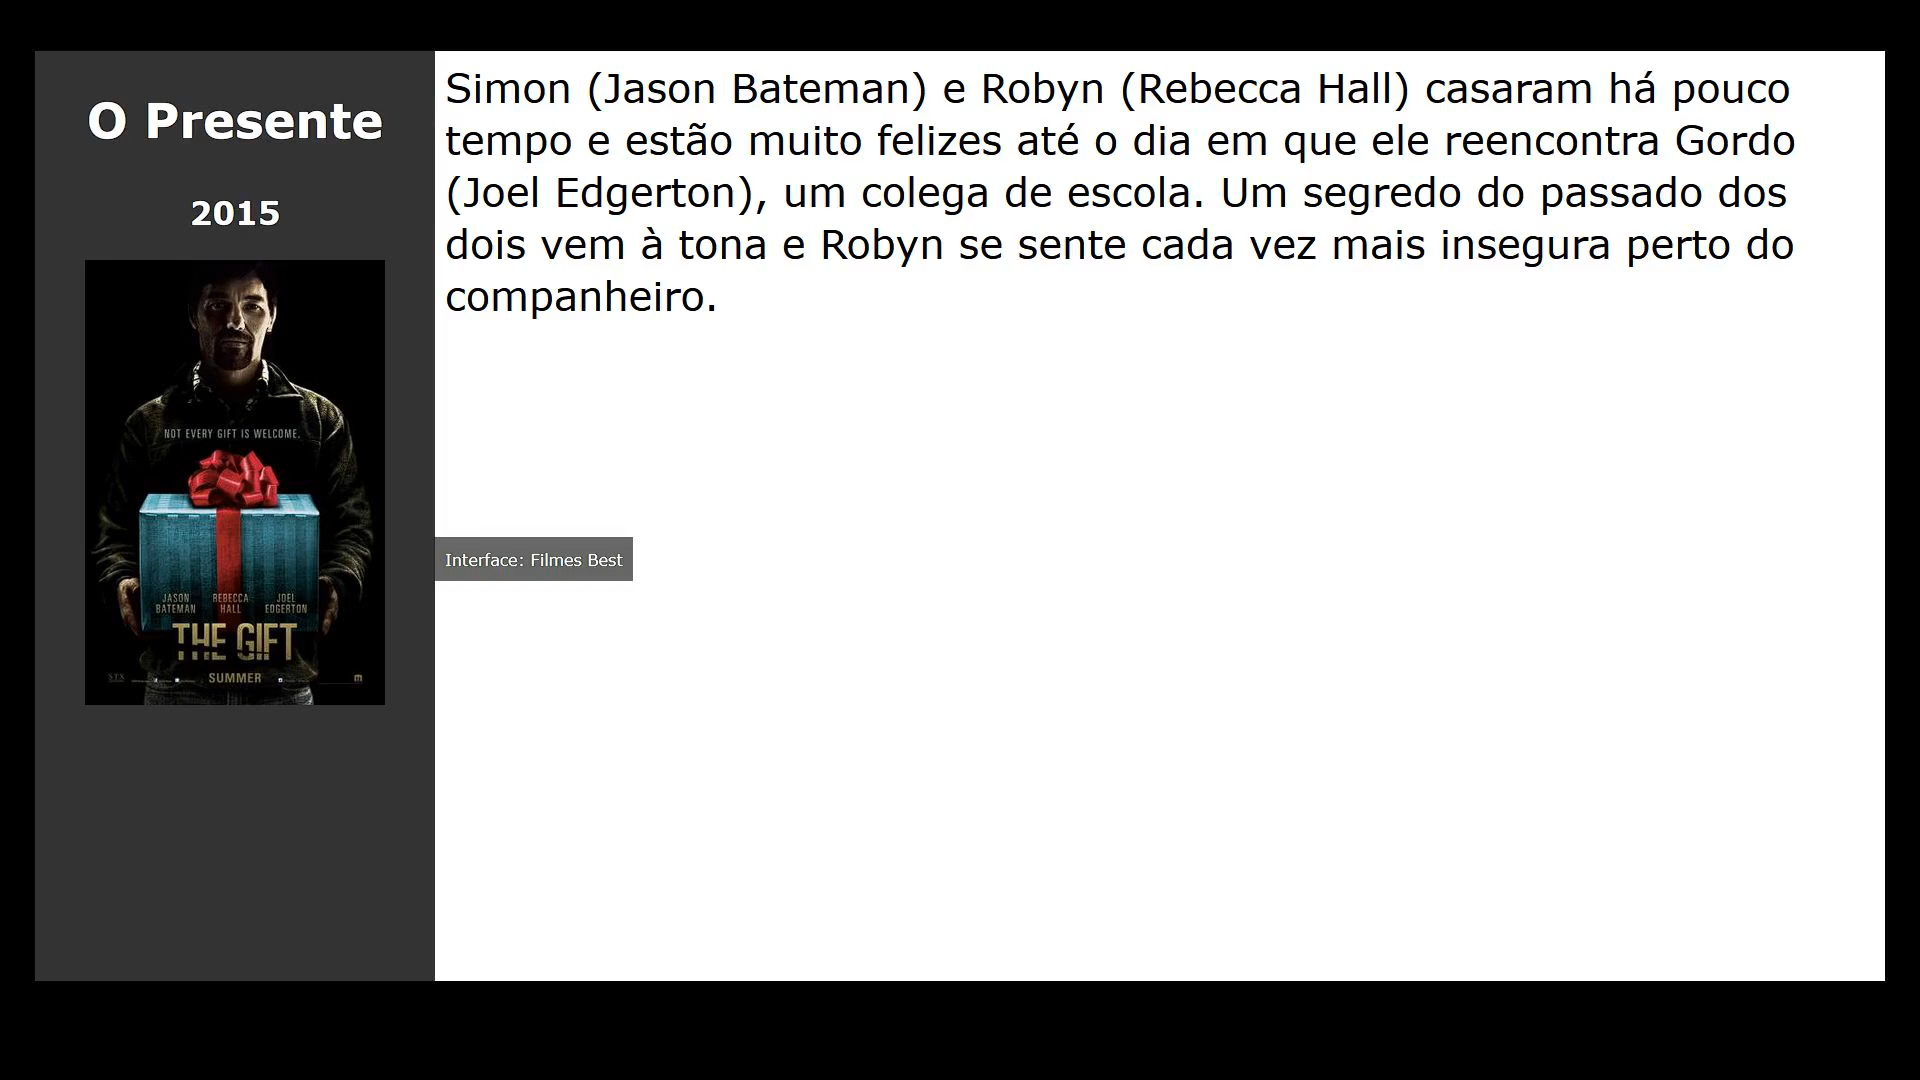 O Presente
2015
NOT EVERY GIFT IS WELCOME.
JASON BATEMAN
REBECCA HALL
JOEL EDGERTON
THE GIFT
SUMMER
Simon (Jason Bateman) e Robyn (Rebecca Hall) casaram há pouco
tempo e estão muito felizes até o dia em que ele reencontra Gordo
(Joel Edgerton), um colega de escola. Um segredo do passado dos
dois vem à tona e Robyn se sente cada vez mais insegura perto do
companheiro.
Interface: Filmes Best